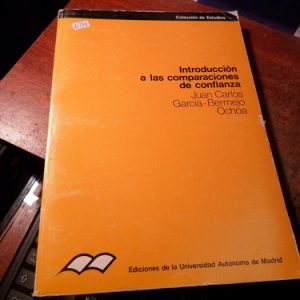 Colección de Estudios
Introducción
a las comparaciones
de confianza
Juan Carlos
García-Bermejo
Ochoa
Ediciones de la Universidad Autónoma de Madrid